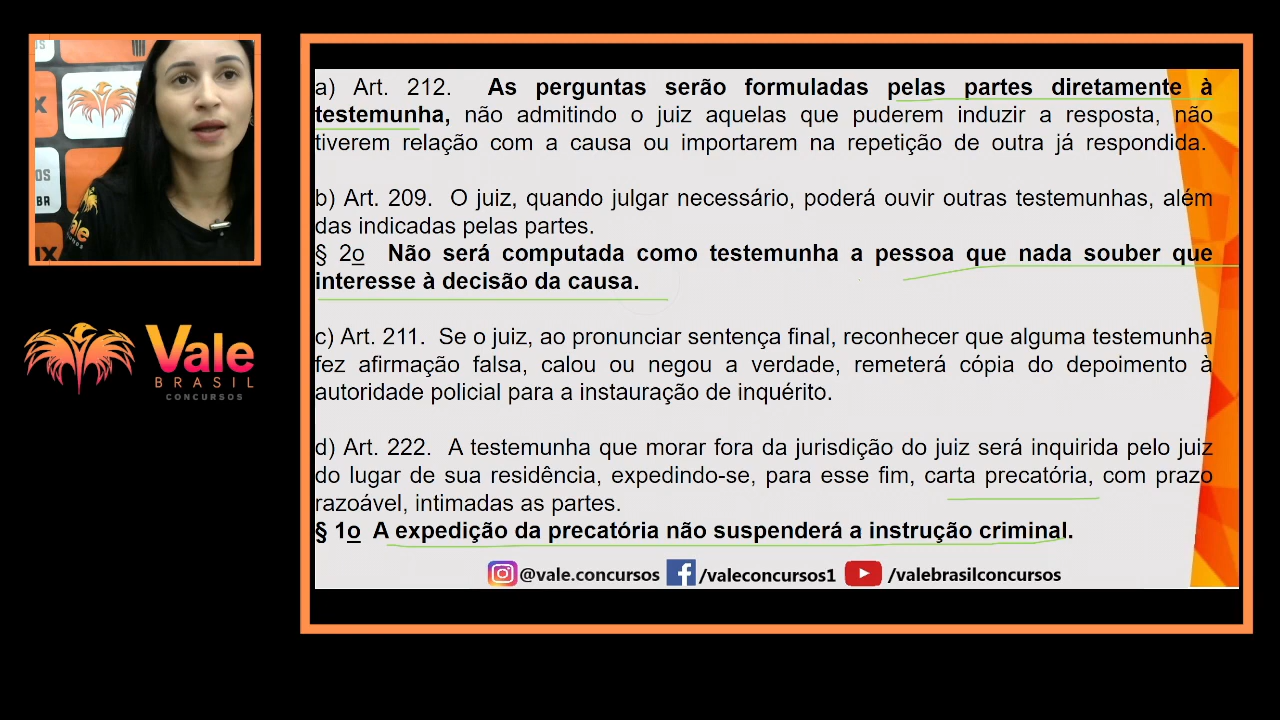 a) Art. 212. As perguntas serão formuladas pelas partes diretamente à
testemunha, não admitindo o juiz aquelas que puderem induzir a resposta, não
tiverem relação com a causa ou importarem na repetição de outra já respondida.
b) Art. 209. O juiz, quando julgar necessário, poderá ouvir outras testemunhas, além
das indicadas pelas partes.
§ 2o Não será computada como testemunha a pessoa que nada souber que
interesse à decisão da causa.
c) Art. 211. Se o juiz, ao pronunciar sentença final, reconhecer que alguma testemunha
fez afirmação falsa, calou ou negou a verdade, remeterá cópia do depoimento à
autoridade policial para a instauração de inquérito.
d) Art. 222. A testemunha que morar fora da jurisdição do juiz será inquirida pelo juiz
do lugar de sua residência, expedindo-se, para esse fim, carta precatória, com prazo
razoável, intimadas as partes.
§ 1o A expedição da precatória não suspenderá a instrução criminal.
@vale.concursos /valeconcursos1 /valebrasilconcursos
Vale
BRASIL
CONCURSOS